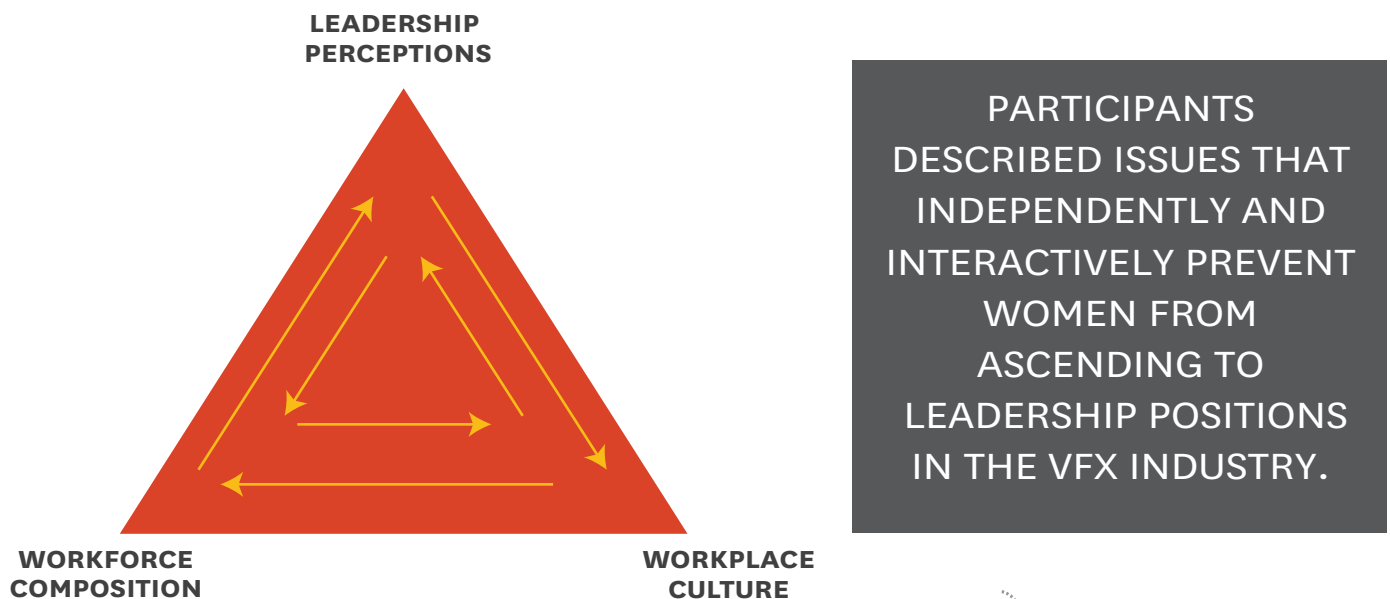 LEADERSHIP
PERCEPTIONS
PARTICIPANTS
DESCRIBED ISSUES THAT
INDEPENDENTLY AND
INTERACTIVELY PREVENT
WOMEN FROM
ASCENDING TO
LEADERSHIP POSITIONS
IN THE VFX INDUSTRY.
WORKFORCE
COMPOSITION
WORKPLACE
CULTURE